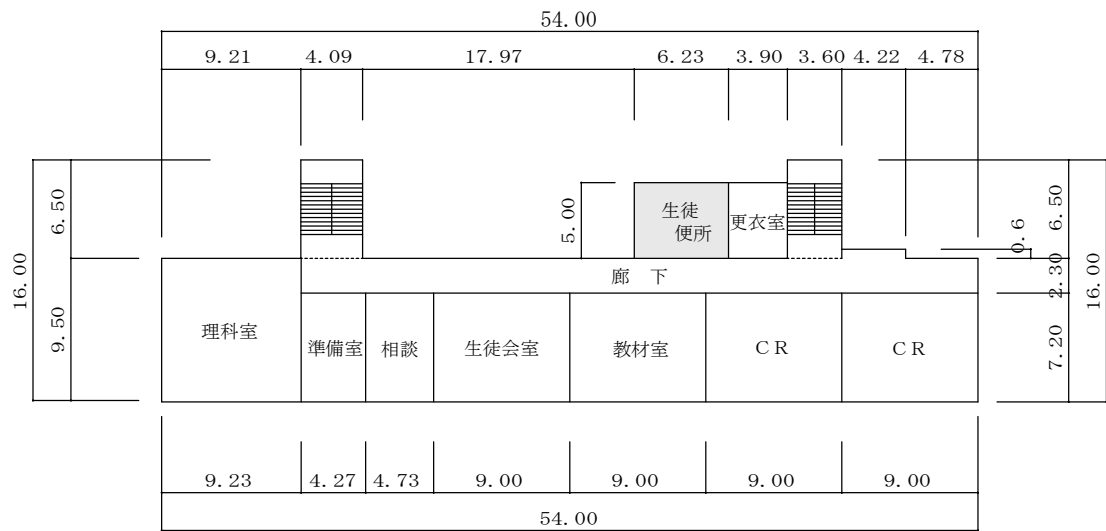 54.00
9.21 4.09 17.97 6.23 3.90 3.60 4.22 4.78
16.00
6.50
9.50
5.00
生徒
便所
更衣室
0.6
6.50
2.30
7.20
16.00
廊 下
理科室
準備室
相談
生徒会室
教材室
CR
CR
9.23 4.27 4.73 9.00 9.00 9.00 9.00
54.00